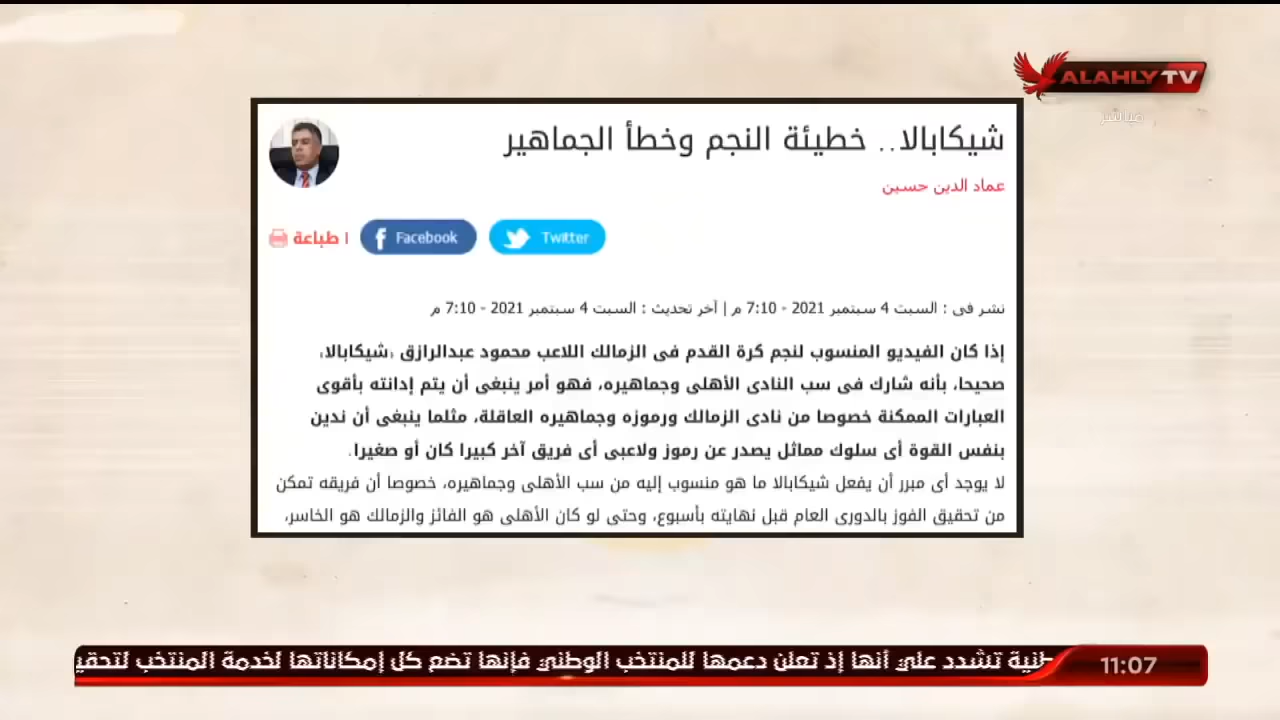 ALAHLY TV
مباشر
شيكابالا.. خطيئة النجم وخطأ الجماهير
عماد الدين حسين
Twitter
Facebook
| طباعة
نشر فى : السبت 4 سبتمبر 2021 - 7:10 م | آخر تحديث : السبت 4 سبتمبر 2021 - 7:10 م
إذا كان الفيديو المنسوب لنجم كرة القدم فى الزمالك اللاعب محمود عبدالرازق «شيكابالا»
صحيحا، بأنه شارك فى سب النادى الأهلى وجماهيره، فهو أمر ينبغى أن يتم إدانته بأقوى
العبارات الممكنة خصوصا من نادى الزمالك ورموزه وجماهيره العاقلة، مثلما ينبغى أن ندين
بنفس القوة أى سلوك مماثل يصدر عن رموز ولاعبى أى فريق آخر كبيرا كان أو صغيرا.
لا يوجد أى مبرر أن يفعل شيكابالا ما هو منسوب إليه من سب الأهلى وجماهيره، خصوصا أن فريقه تمكن
من تحقيق الفوز بالدورى العام قبل نهايته بأسبوع، وحتى لو كان الأهلى هو الفائز والزمالك هو الخاسر،
11:07
تشدد على أنها إذ تعلن دعمها للمنتخب الوطني فإنها تضع كل إمكاناتها لخدمة المنتخب